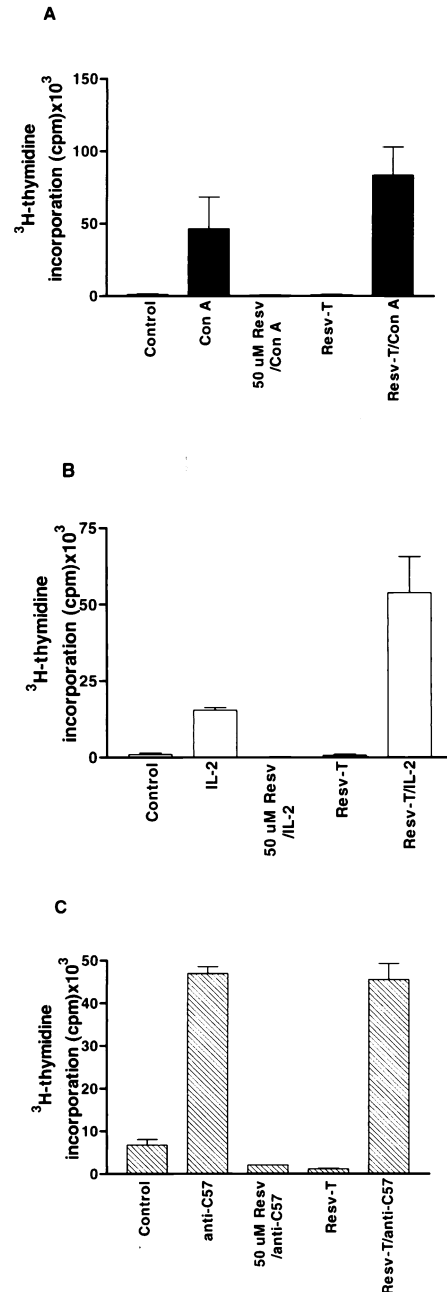 A
³H-thymidine
incorporation (cpm)x10³
150
100
50
0
Control
Con A
50 uM Resv
/Con A
Resv-T
Resv-T/Con A
B
³H-thymidine
incorporation (cpm)x10³
75
50
25
0
Control
IL-2
50 uM Resv
/IL-2
Resv-T
Resv-T/IL-2
C
³H-thymidine
incorporation (cpm)x10³
50
40
30
20
10
0
Control
anti-C57
50 uM Resv
/anti-C57
Resv-T
Resv-T/anti-C57